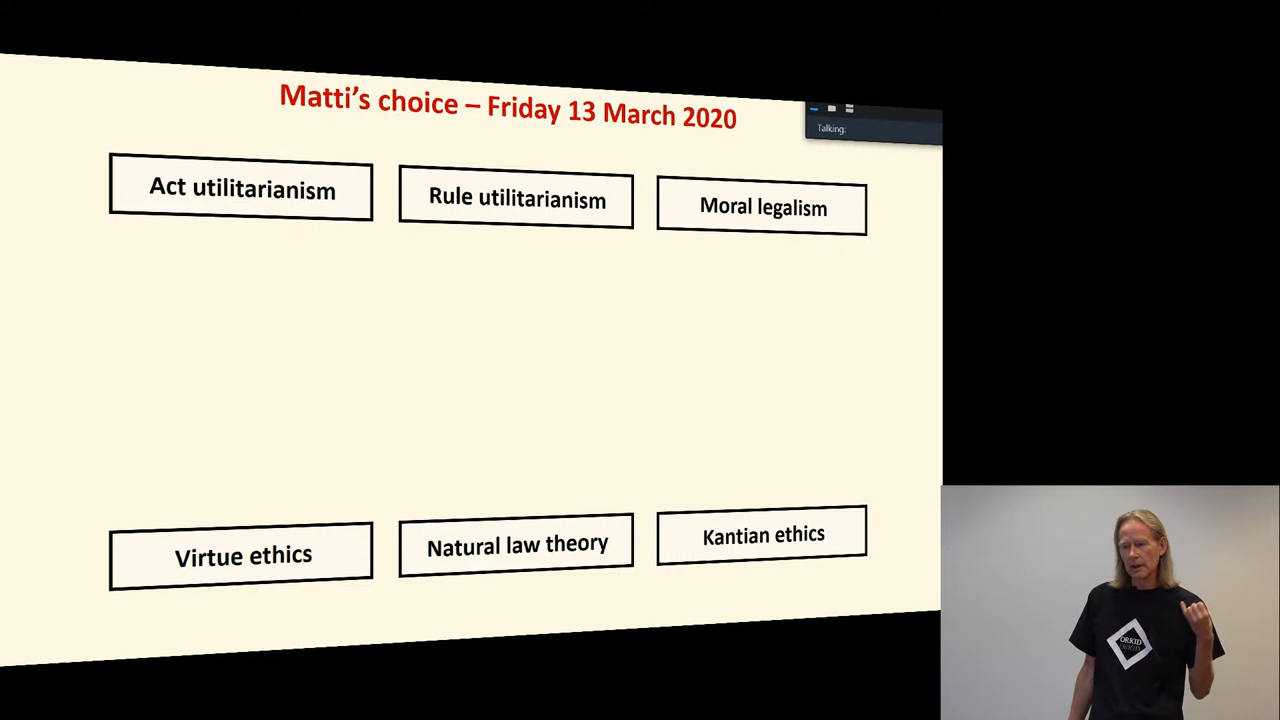 Matti's choice – Friday 13 March 2020
Talking:
Act utilitarianism
Rule utilitarianism
Moral legalism
Virtue ethics
Natural law theory
Kantian ethics
ORKID